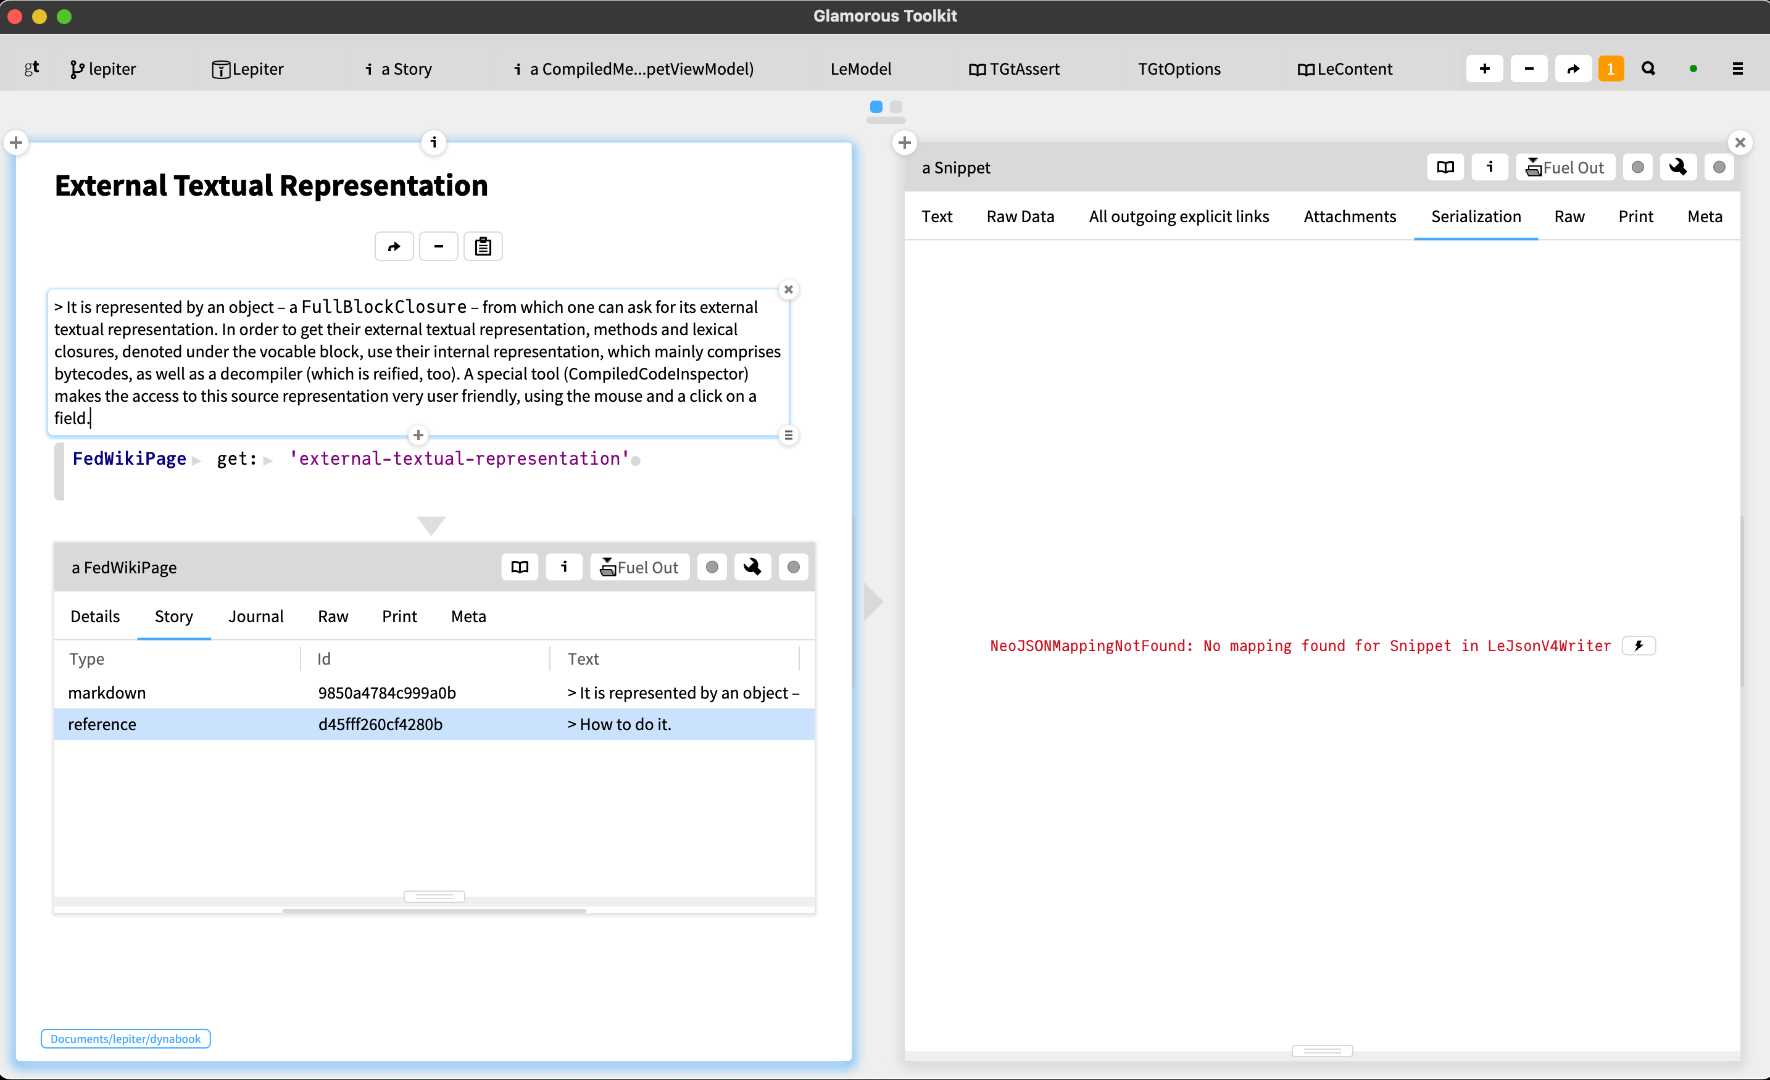 Glamorous Toolkit
gt
lepiter
Lepiter
i a Story
i a CompiledMe...petViewModel)
LeModel
TGtAssert
TGtOptions
LeContent
1
External Textual Representation
> It is represented by an object – a FullBlockClosure – from which one can ask for its external
textual representation. In order to get their external textual representation, methods and lexical
closures, denoted under the vocable block, use their internal representation, which mainly comprises
bytecodes, as well as a decompiler (which is reified, too). A special tool (CompiledCodeInspector)
makes the access to this source representation very user friendly, using the mouse and a click on a
field.
FedWikiPage get: 'external-textual-representation'
a FedWikiPage
i
Fuel Out
Details Story Journal Raw Print Meta
Type Id Text
markdown 9850a4784c999a0b > It is represented by an object –
reference d45fff260cf4280b > How to do it.
Documents/lepiter/dynabook
a Snippet
i
Fuel Out
Text Raw Data All outgoing explicit links Attachments Serialization Raw Print Meta
NeoJSONMappingNotFound: No mapping found for Snippet in LeJsonV4Writer